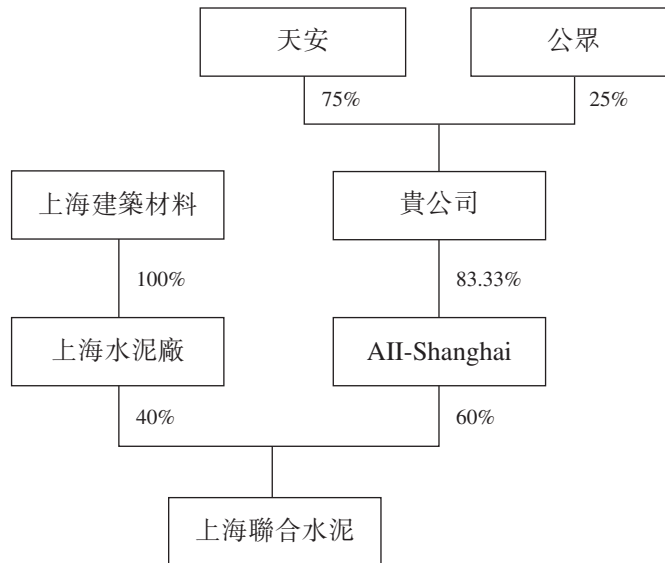 天安
公眾
75%
25%
上海建築材料
貴公司
100%
83.33%
上海水泥廠
AII-Shanghai
40%
60%
上海聯合水泥